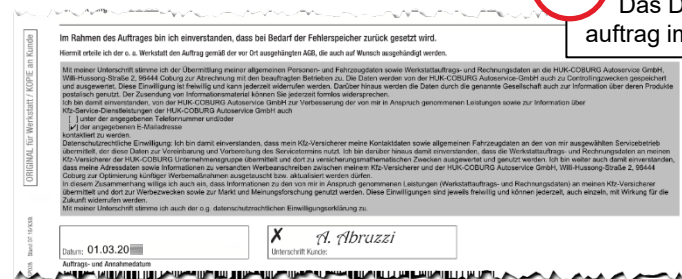 Das D
auftrag im
Im Rahmen des Auftrages bin ich einverstanden, dass bei Bedarf der Fehlerspeicher zurück gesetzt wird.
Hiermit erteile ich der o. a. Werkstatt den Auftrag gemäß der vor Ort ausgehängten AGB, die auch auf Wunsch ausgehändigt werden.
Mit meiner Unterschrift stimme ich der Übermittlung meiner allgemeinen Personen- und Fahrzeugdaten sowie Werkstattauftrags- und Rechnungsdaten an die HUK-COBURG Autoservice GmbH,
Willi-Hussong-Straße 2, 96444 Coburg zur Abrechnung mit den beauftragten Betrieben zu. Die Daten werden von der HUK-COBURG Autoservice-GmbH auch zu Controllingzwecken gespeichert
und ausgewertet. Diese Einwilligung ist freiwillig und kann jederzeit widerrufen werden. Darüber hinaus werden die Daten durch die genannte Gesellschaft auch zur Information über deren Produkte
postalisch genutzt. Der Zusendung von Informationsmaterial können Sie jederzeit formlos widersprechen.
Ich bin damit einverstanden, von der HUK-COBURG Autoservice GmbH zur Verbesserung der von mir in Anspruch genommenen Leistungen sowie zur Information über
Kfz-Service-Dienstleistungen der HUK-COBURG Autoservice GmbH auch
[ ] unter der angegebenen Telefonnummer und/oder
[✓] der angegebenen E-Mailadresse
kontaktiert zu werden.
Datenschutzrechtliche Einwilligung: Ich bin damit einverstanden, dass mein Kfz-Versicherer meine Kontaktdaten sowie allgemeinen Fahrzeugdaten an den von mir ausgewählten Servicebetrieb
übermittelt, der diese Daten zur Vereinbarung und Vorbereitung des Servicetermins nutzt. Ich bin darüber hinaus damit einverstanden, dass die Werkstattauftrags- und Rechnungsdaten an meinen
Kfz-Versicherer der HUK-COBURG Unternehmensgruppe übermittelt und dort zu versicherungsmathematischen Zwecken ausgewertet und genutzt werden. Ich bin weiter auch damit einverstanden,
dass meine Adressdaten sowie Informationen zu versandten Werbeanschreiben zwischen meinem Kfz-Versicherer und der HUK-COBURG Autoservice GmbH, Willi-Hussong-Straße 2, 96444
Coburg zur Optimierung künftiger Werbemaßnahmen ausgetauscht bzw. aktualisiert werden dürfen.
In diesem Zusammenhang willige ich auch ein, dass Informationen zu den von mir in Anspruch genommenen Leistungen (Werkstattauftrags- und Rechnungsdaten) an meinen Kfz-Versicherer
übermittelt und dort zur Werbezwecken sowie zur Markt und Meinungsforschung genutzt werden. Diese Einwilligungen sind jeweils freiwillig und können jederzeit, auch einzeln, mit Wirkung für die
Zukunft widerrufen werden.
Mit meiner Unterschrift stimme ich auch der o.g. datenschutzrechtlichen Einwilligungserklärung zu.
ORIGINAL für Werkstatt / KOPIE an Kunde
Datum: 01.03.20
X A. Abruzzi
Unterschrift Kunde:
Auftrags- und Annahmedatum